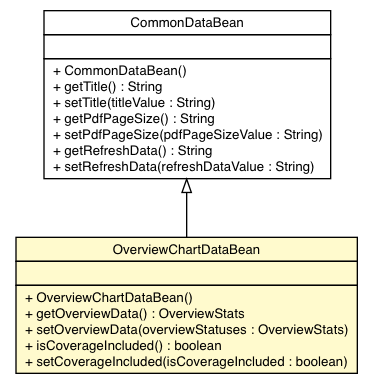 CommonDataBean
+ CommonDataBean()
+ getTitle() : String
+ setTitle(titleValue : String)
+ getPdfPageSize() : String
+ setPdfPageSize(pdfPageSizeValue : String)
+ getRefreshData() : String
+ setRefreshData(refreshDataValue : String)
OverviewChartDataBean
+ OverviewChartDataBean()
+ getOverviewData() : OverviewStats
+ setOverviewData(overviewStatuses : OverviewStats)
+ isCoverageIncluded() : boolean
+ setCoverageIncluded(isCoverageIncluded : boolean)